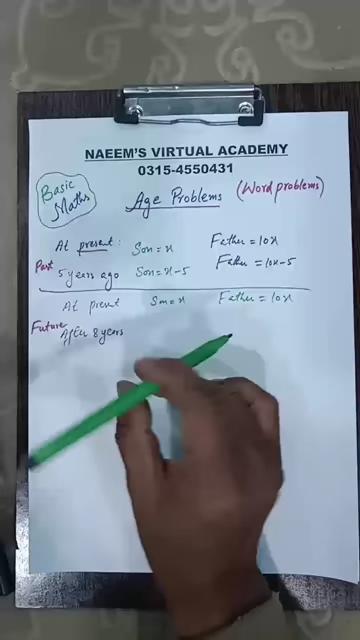 NAEEM'S VIRTUAL ACADEMY
0315-4550431
Basic Maths
Age Problems (Word problems)
At present: Son = x Father = 10x
Past
5 years ago Son = x-5 Father = 10x-5
At present Son = x Father = 10x
Future
After 8 years